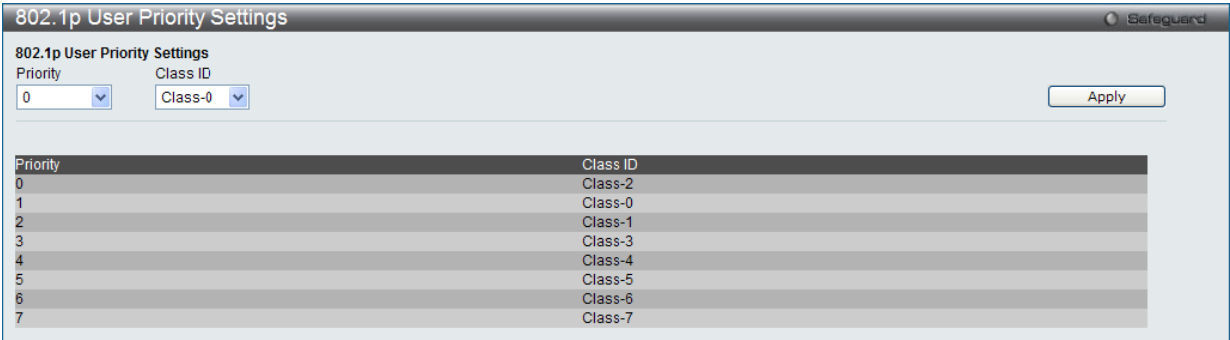 802.1p User Priority Settings Safeguard
802.1p User Priority Settings
Priority Class ID
0 Class-0 Apply
Priority Class ID
0 Class-2
1 Class-0
2 Class-1
3 Class-3
4 Class-4
5 Class-5
6 Class-6
7 Class-7